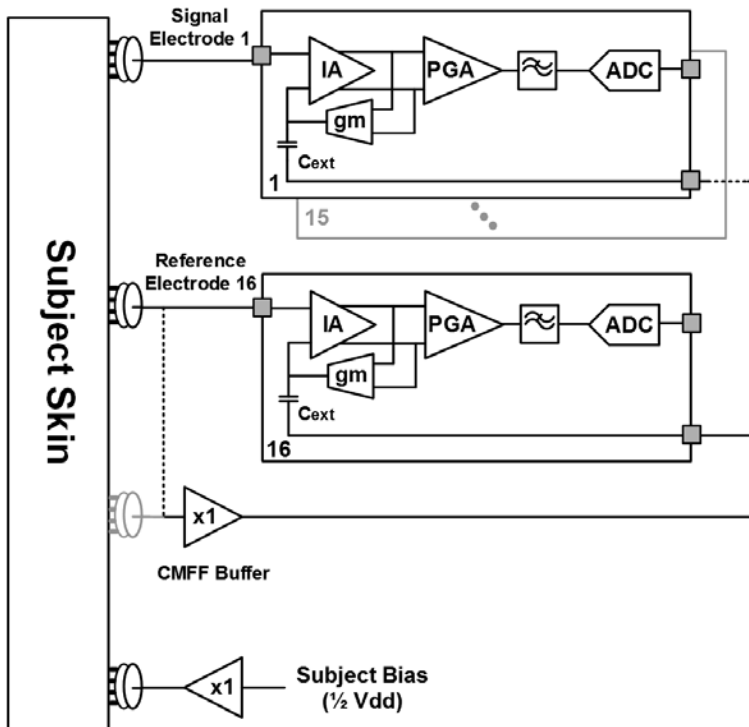 Signal
Electrode 1
IA
PGA
ADC
gm
Cext
1
15
Subject Skin
Reference
Electrode 16
IA
PGA
ADC
gm
Cext
16
x1
CMFF Buffer
x1
Subject Bias
(½ Vdd)